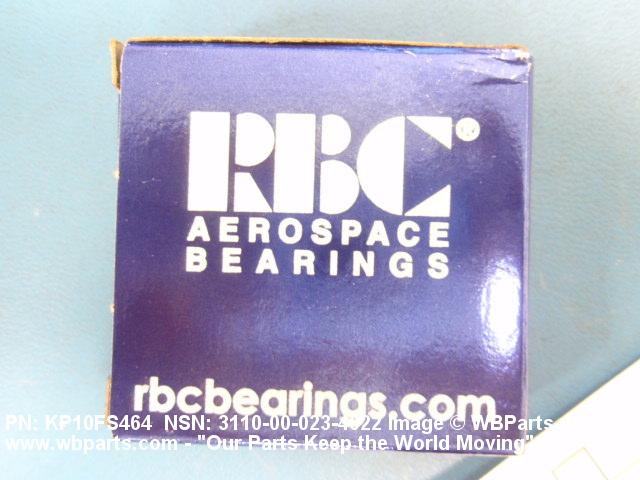 RBC®
AEROSPACE
BEARINGS
rbcbearings.com
PN: KP10FS464 NSN: 3110-00-023-4022 Image © WBParts
www.wbparts.com - "Our Parts Keep the World Moving"